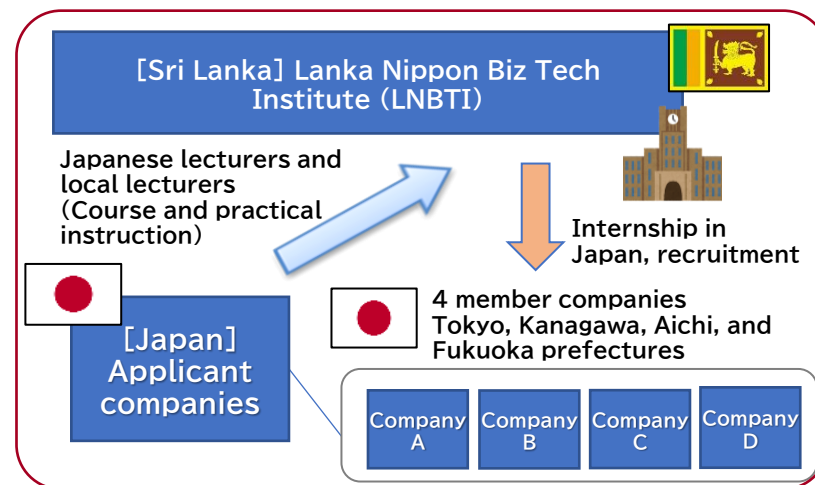 [Sri Lanka] Lanka Nippon Biz Tech
Institute (LNBTI)
Japanese lecturers and
local lecturers
(Course and practical
instruction)
Internship in
Japan, recruitment
4 member companies
Tokyo, Kanagawa, Aichi, and
Fukuoka prefectures
[Japan]
Applicant
companies
Company
A
Company
B
Company
C
Company
D